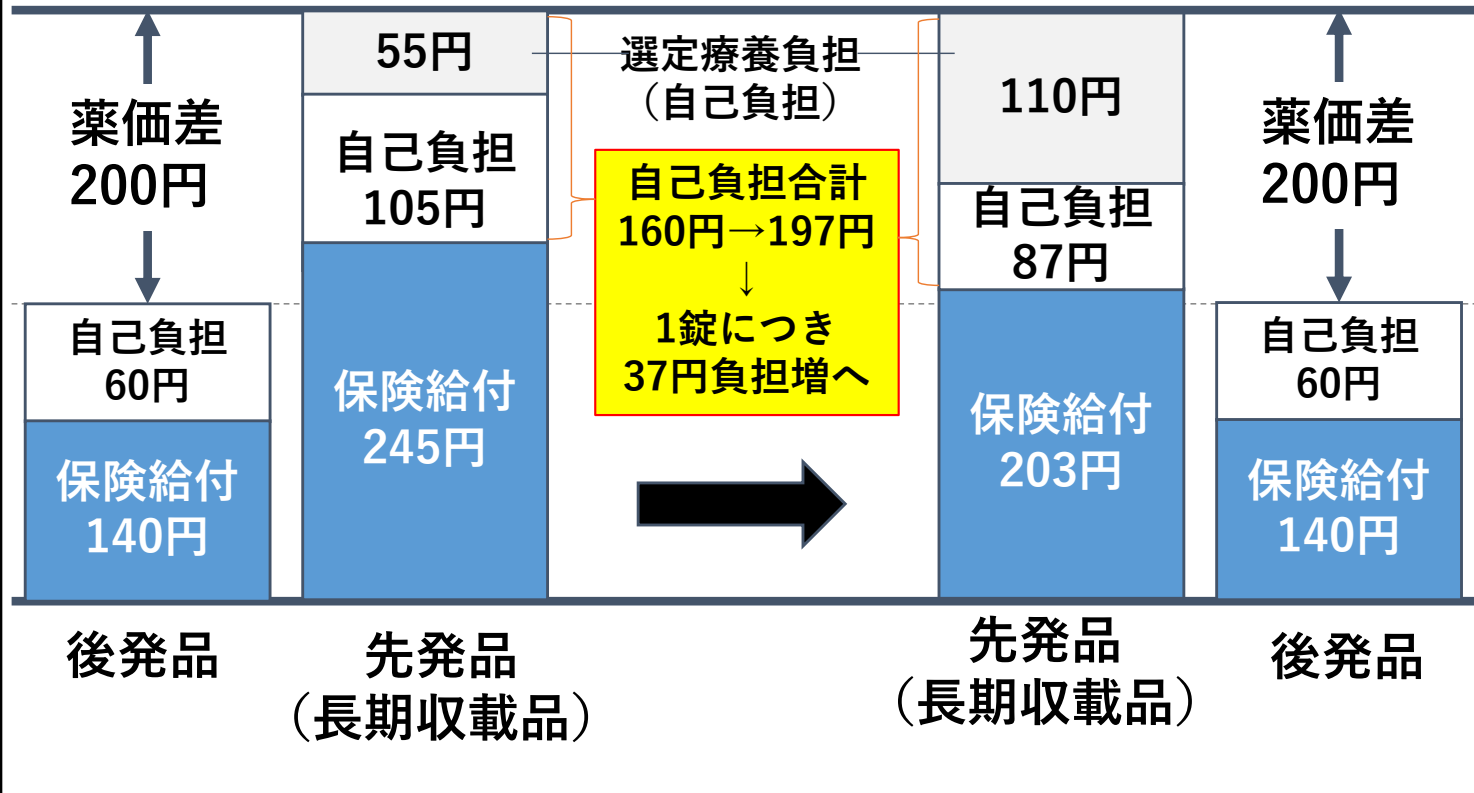 薬価差
200円
自己負担
60円
保険給付
140円
後発品
55円
自己負担
105円
保険給付
245円
先発品
（長期収載品）
選定療養負担
（自己負担）
自己負担合計
160円→197円
↓
1錠につき
37円負担増へ
110円
自己負担
87円
保険給付
203円
先発品
（長期収載品）
薬価差
200円
自己負担
60円
保険給付
140円
後発品